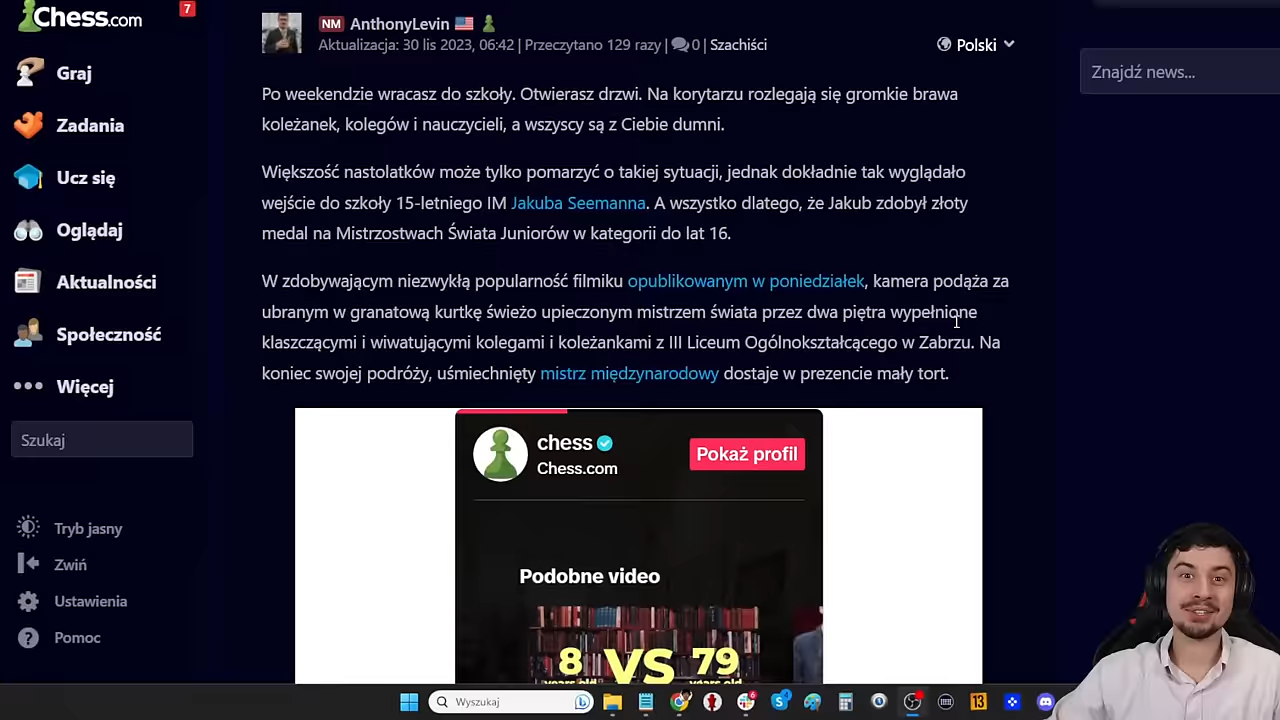 Chess.com
7
Graj
Zadania
Ucz się
Oglądaj
Aktualności
Społeczność
Więcej
Szukaj
Tryb jasny
Zwiń
Ustawienia
Pomoc
NM AnthonyLevin
Aktualizacja: 30 lis 2023, 06:42 | Przeczytano 129 razy | 0 | Szachiści
Polski
Znajdź news...
Po weekendzie wracasz do szkoły. Otwierasz drzwi. Na korytarzu rozlegają się gromkie brawa
koleżanek, kolegów i nauczycieli, a wszyscy są z Ciebie dumni.
Większość nastolatków może tylko pomarzyć o takiej sytuacji, jednak dokładnie tak wyglądało
wejście do szkoły 15-letniego IM Jakuba Seemanna. A wszystko dlatego, że Jakub zdobył złoty
medal na Mistrzostwach Świata Juniorów w kategorii do lat 16.
W zdobywającym niezwykłą popularność filmiku opublikowanym w poniedziałek, kamera podąża za
ubranym w granatową kurtkę świeżo upieczonym mistrzem świata przez dwa piętra wypełnione
klaszczącymi i wiwatującymi kolegami i koleżankami z III Liceum Ogólnokształcącego w Zabrzu. Na
koniec swojej podróży, uśmiechnięty mistrz międzynarodowy dostaje w prezencie mały tort.
chess
Chess.com
Pokaż profil
Podobne video
8 VS 79
years old years old
Wyszukaj
6
13